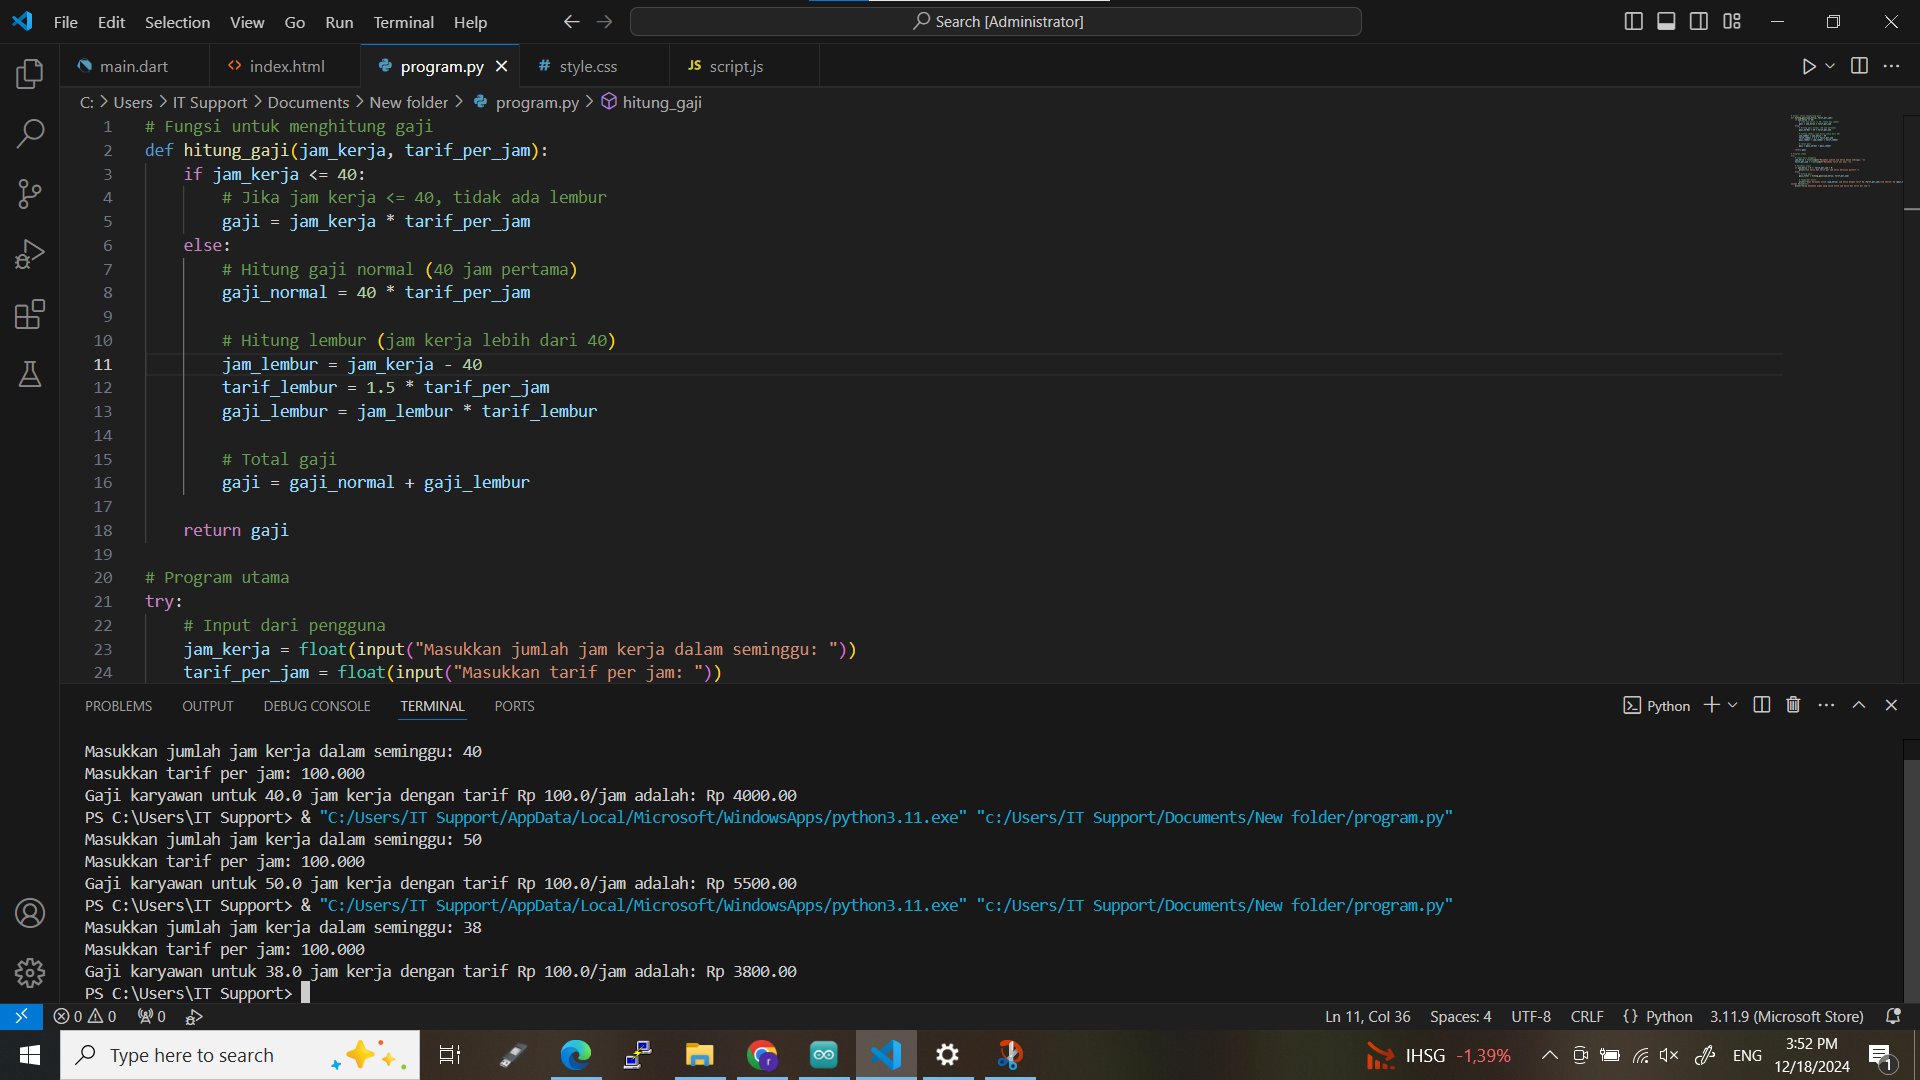 File Edit Selection View Go Run Terminal Help
Search [Administrator]
main.dart
index.html
program.py
style.css
JS script.js
C: > Users > IT Support > Documents > New folder > program.py > hitung_gaji
1 # Fungsi untuk menghitung gaji
2 def hitung_gaji(jam_kerja, tarif_per_jam):
3 if jam_kerja <= 40:
4 # Jika jam kerja <= 40, tidak ada lembur
5 gaji = jam_kerja * tarif_per_jam
6 else:
7 # Hitung gaji normal (40 jam pertama)
8 gaji_normal = 40 * tarif_per_jam
9
10 # Hitung lembur (jam kerja lebih dari 40)
11 jam_lembur = jam_kerja - 40
12 tarif_lembur = 1.5 * tarif_per_jam
13 gaji_lembur = jam_lembur * tarif_lembur
14
15 # Total gaji
16 gaji = gaji_normal + gaji_lembur
17
18 return gaji
19
20 # Program utama
21 try:
22 # Input dari pengguna
23 jam_kerja = float(input("Masukkan jumlah jam kerja dalam seminggu: "))
24 tarif_per_jam = float(input("Masukkan tarif per jam: "))
PROBLEMS OUTPUT DEBUG CONSOLE TERMINAL PORTS
Python
Masukkan jumlah jam kerja dalam seminggu: 40
Masukkan tarif per jam: 100.000
Gaji karyawan untuk 40.0 jam kerja dengan tarif Rp 100.0/jam adalah: Rp 4000.00
PS C:\Users\IT Support> & "C:/Users/IT Support/AppData/Local/Microsoft/WindowsApps/python3.11.exe" "c:/Users/IT Support/Documents/New folder/program.py"
Masukkan jumlah jam kerja dalam seminggu: 50
Masukkan tarif per jam: 100.000
Gaji karyawan untuk 50.0 jam kerja dengan tarif Rp 100.0/jam adalah: Rp 5500.00
PS C:\Users\IT Support> & "C:/Users/IT Support/AppData/Local/Microsoft/WindowsApps/python3.11.exe" "c:/Users/IT Support/Documents/New folder/program.py"
Masukkan jumlah jam kerja dalam seminggu: 38
Masukkan tarif per jam: 100.000
Gaji karyawan untuk 38.0 jam kerja dengan tarif Rp 100.0/jam adalah: Rp 3800.00
PS C:\Users\IT Support>
0 0 0
Ln 11, Col 36 Spaces: 4 UTF-8 CRLF {} Python 3.11.9 (Microsoft Store)
Type here to search
IHSG -1,39%
ENG
3:52 PM
12/18/2024
1